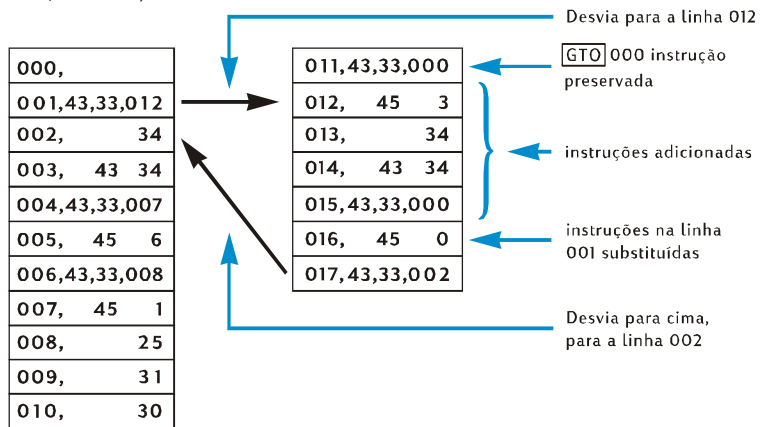 Desvia para a linha 012
000,
001,43,33,012
002, 34
003, 43 34
004,43,33,007
005, 45 6
006,43,33,008
007, 45 1
008, 25
009, 31
010, 30
011,43,33,000
012, 45 3
013, 34
014, 43 34
015,43,33,000
016, 45 0
017,43,33,002
GTO 000 instrução
preservada
instruções adicionadas
instruções na linha
001 substituídas
Desvia para cima,
para a linha 002